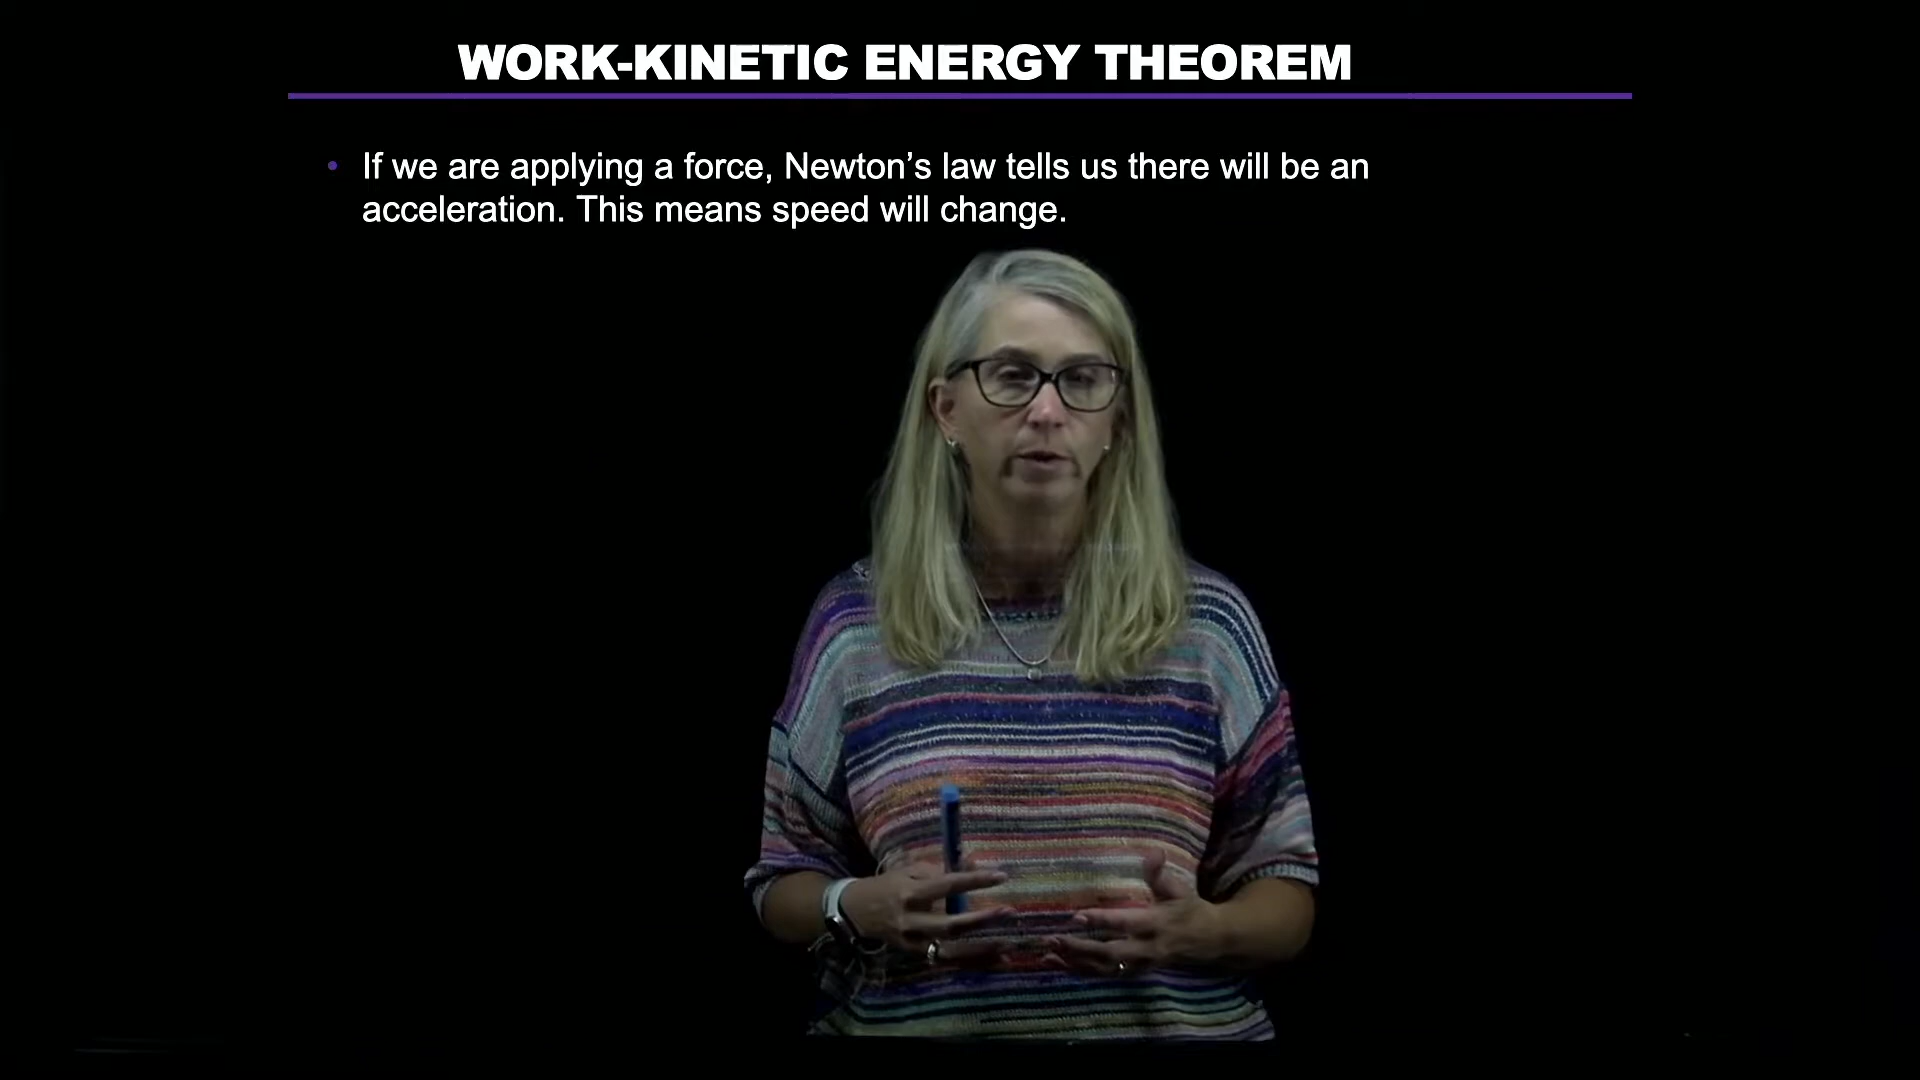 WORK-KINETIC ENERGY THEOREM
• If we are applying a force, Newton’s law tells us there will be an
acceleration. This means speed will change.